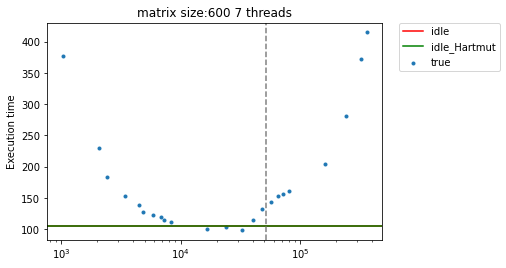 matrix size:600 7 threads
idle
idle_Hartmut
true
Execution time
400
350
300
250
200
150
100
10³ 10⁴ 10⁵